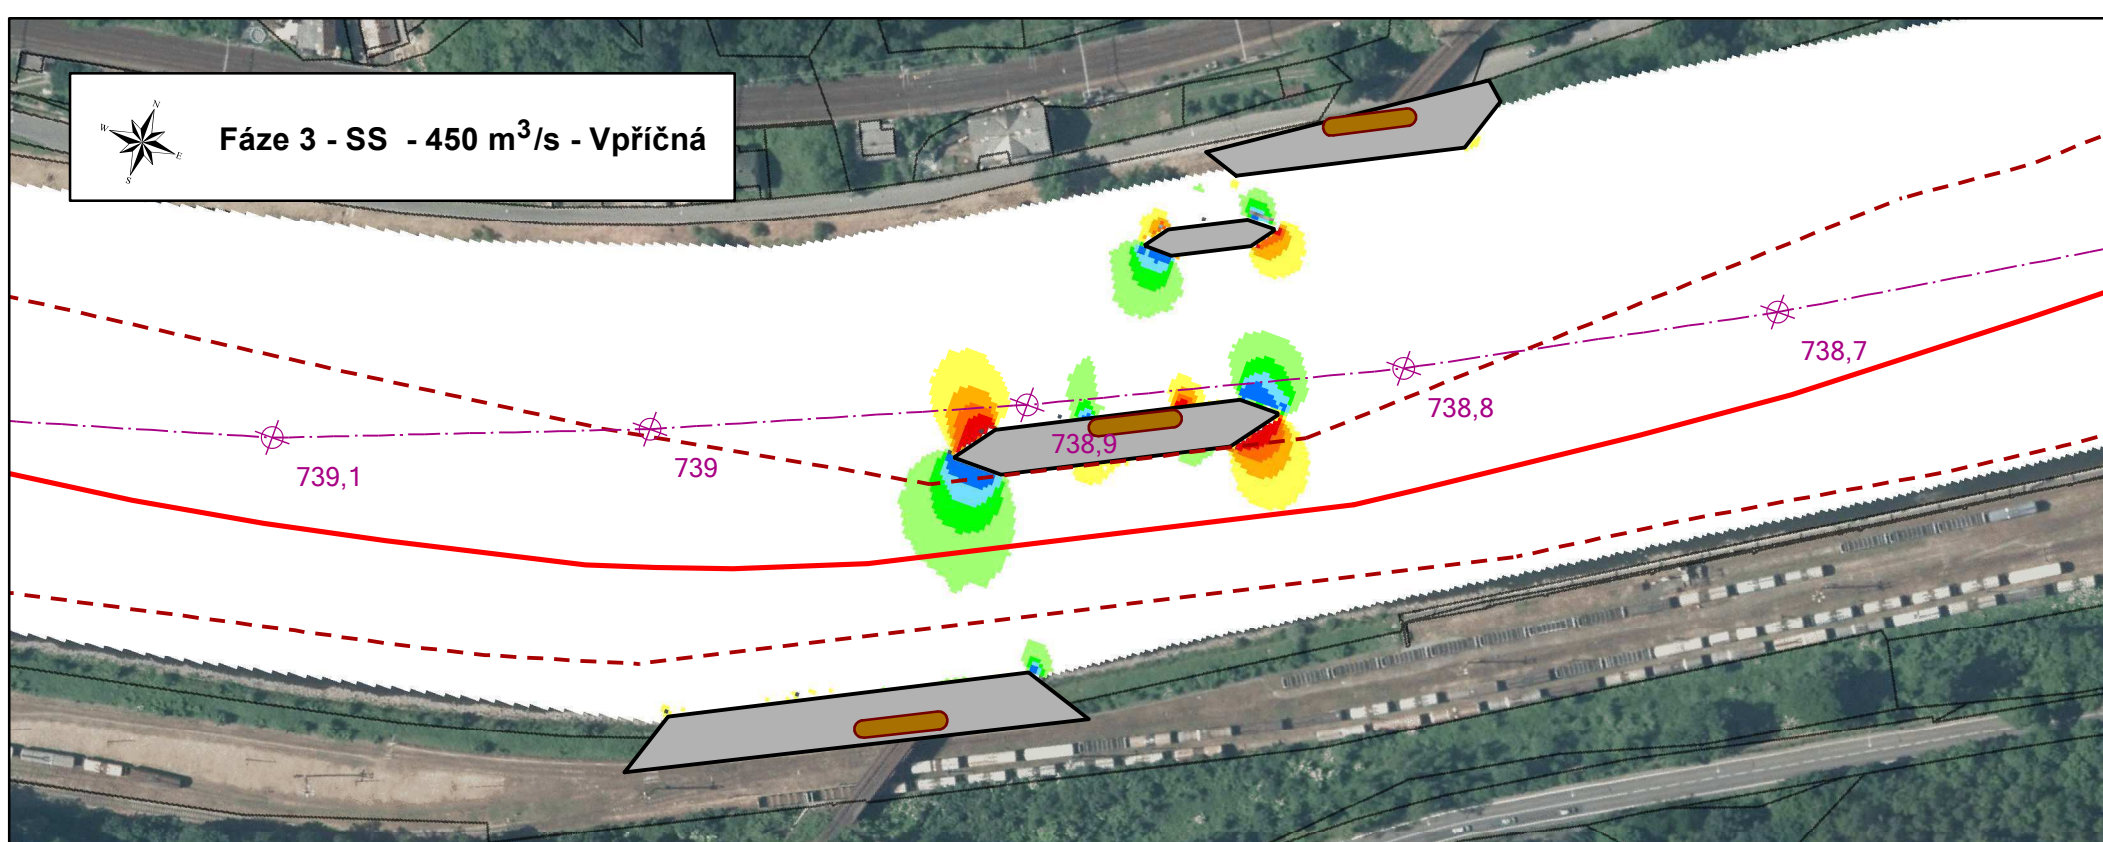 N
W
E
S
Fáze 3 - SS - 450 m³/s - Vpříčná
738,7
738,8
738,9
739
739,1